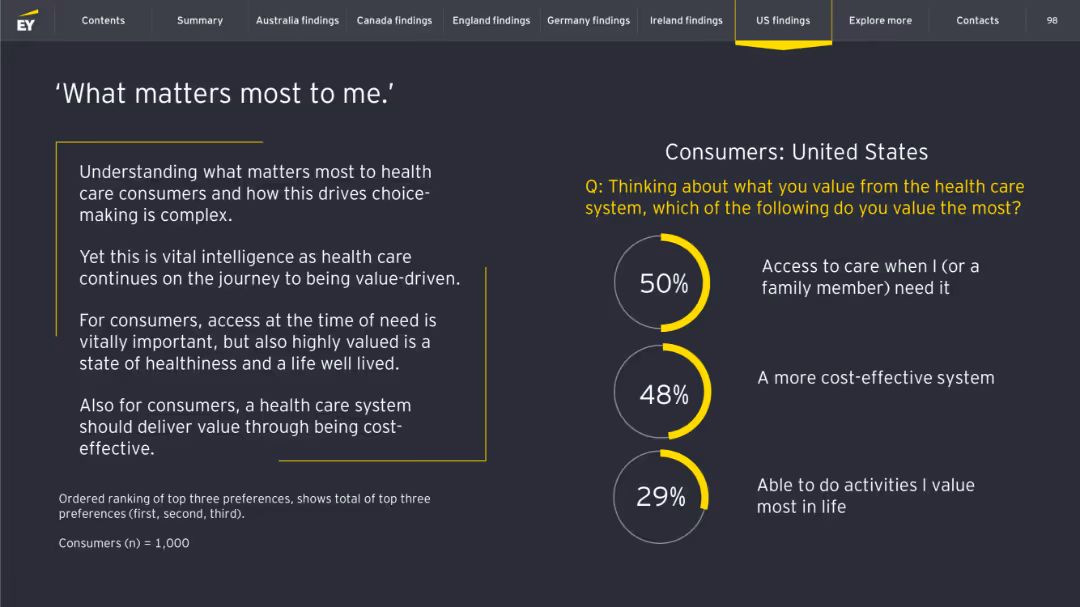 EY
Contents
Summary
Australia findings
Canada findings
England findings
Germany findings
Ireland findings
US findings
Explore more
Contacts
98
‘What matters most to me.’
Understanding what matters most to health
care consumers and how this drives choice-
making is complex.
Yet this is vital intelligence as health care
continues on the journey to being value-driven.
For consumers, access at the time of need is
vitally important, but also highly valued is a
state of healthiness and a life well lived.
Also for consumers, a health care system
should deliver value through being cost-
effective.
Ordered ranking of top three preferences, shows total of top three
preferences (first, second, third).
Consumers (n) = 1,000
Consumers: United States
Q: Thinking about what you value from the health care
system, which of the following do you value the most?
50%
Access to care when I (or a
family member) need it
48%
A more cost-effective system
29%
Able to do activities I value
most in life